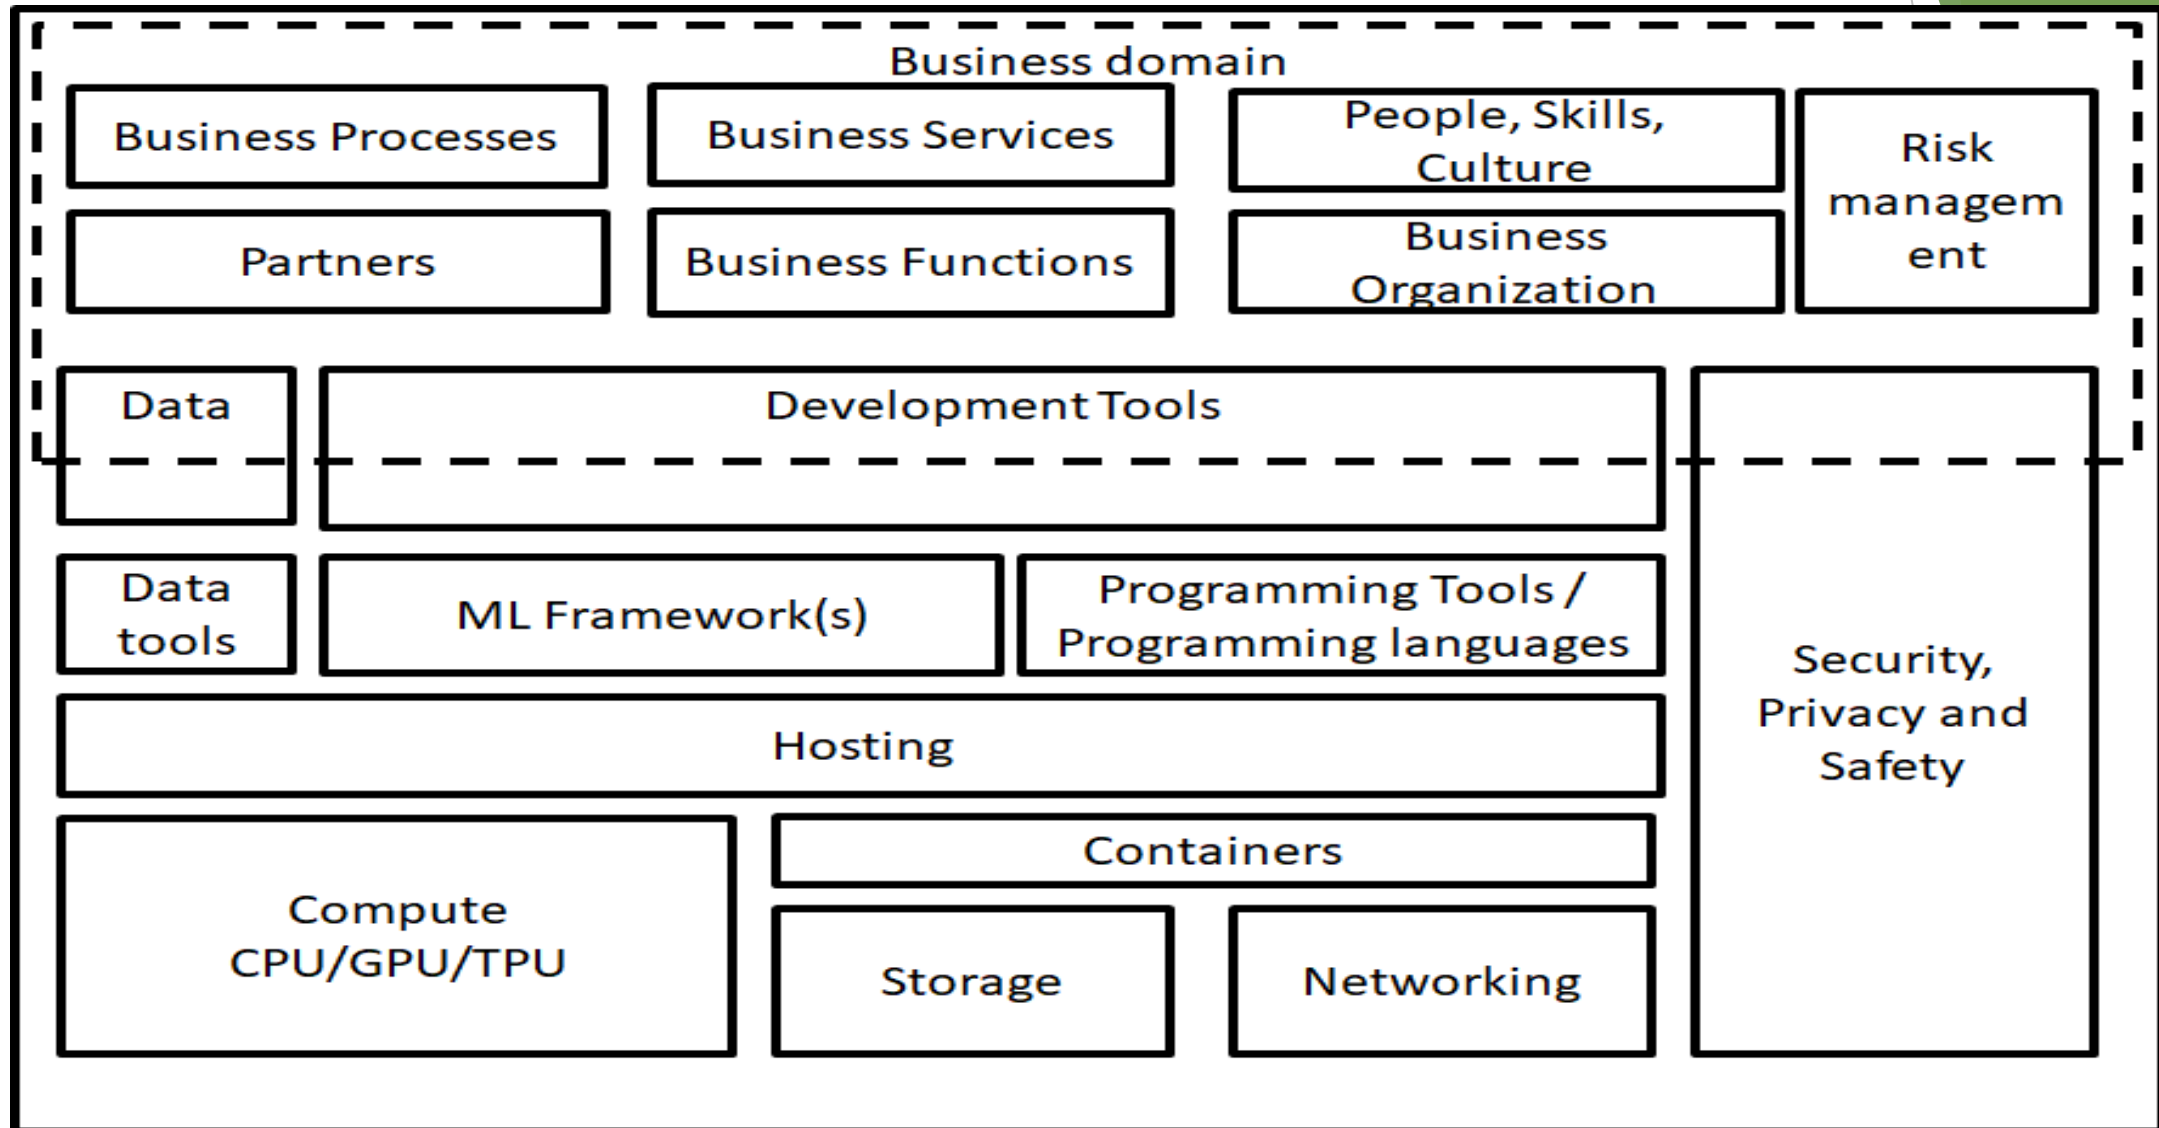 Business domain
Business Processes
Business Services
People, Skills,
Culture
Risk
managem
ent
Partners
Business Functions
Business
Organization
Data
Development Tools
Data
tools
ML Framework(s)
Programming Tools /
Programming languages
Security,
Privacy and
Safety
Hosting
Compute
CPU/GPU/TPU
Containers
Storage
Networking